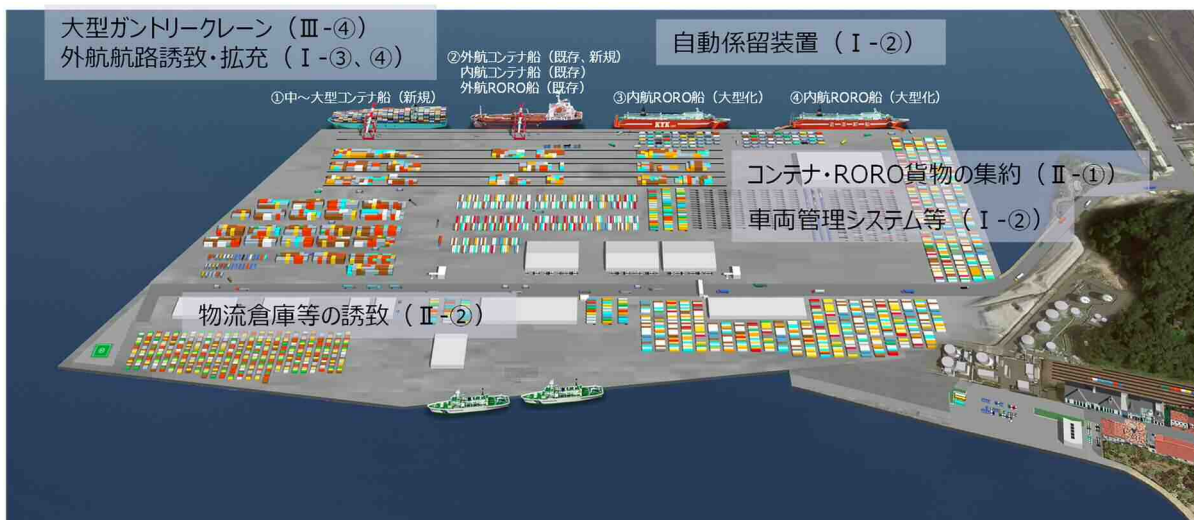 大型ガントリークレーン（Ⅲ-④）
外航航路誘致・拡充（Ⅰ-③、④）
自動係留装置（Ⅰ-②）
②外航コンテナ船（既存、新規）
内航コンテナ船（既存）
外航RORO船（既存）
①中～大型コンテナ船（新規）
③内航RORO船（大型化）
④内航RORO船（大型化）
コンテナ・RORO貨物の集約（Ⅱ-①）
車両管理システム等（Ⅰ-②）
物流倉庫等の誘致（Ⅱ-②）